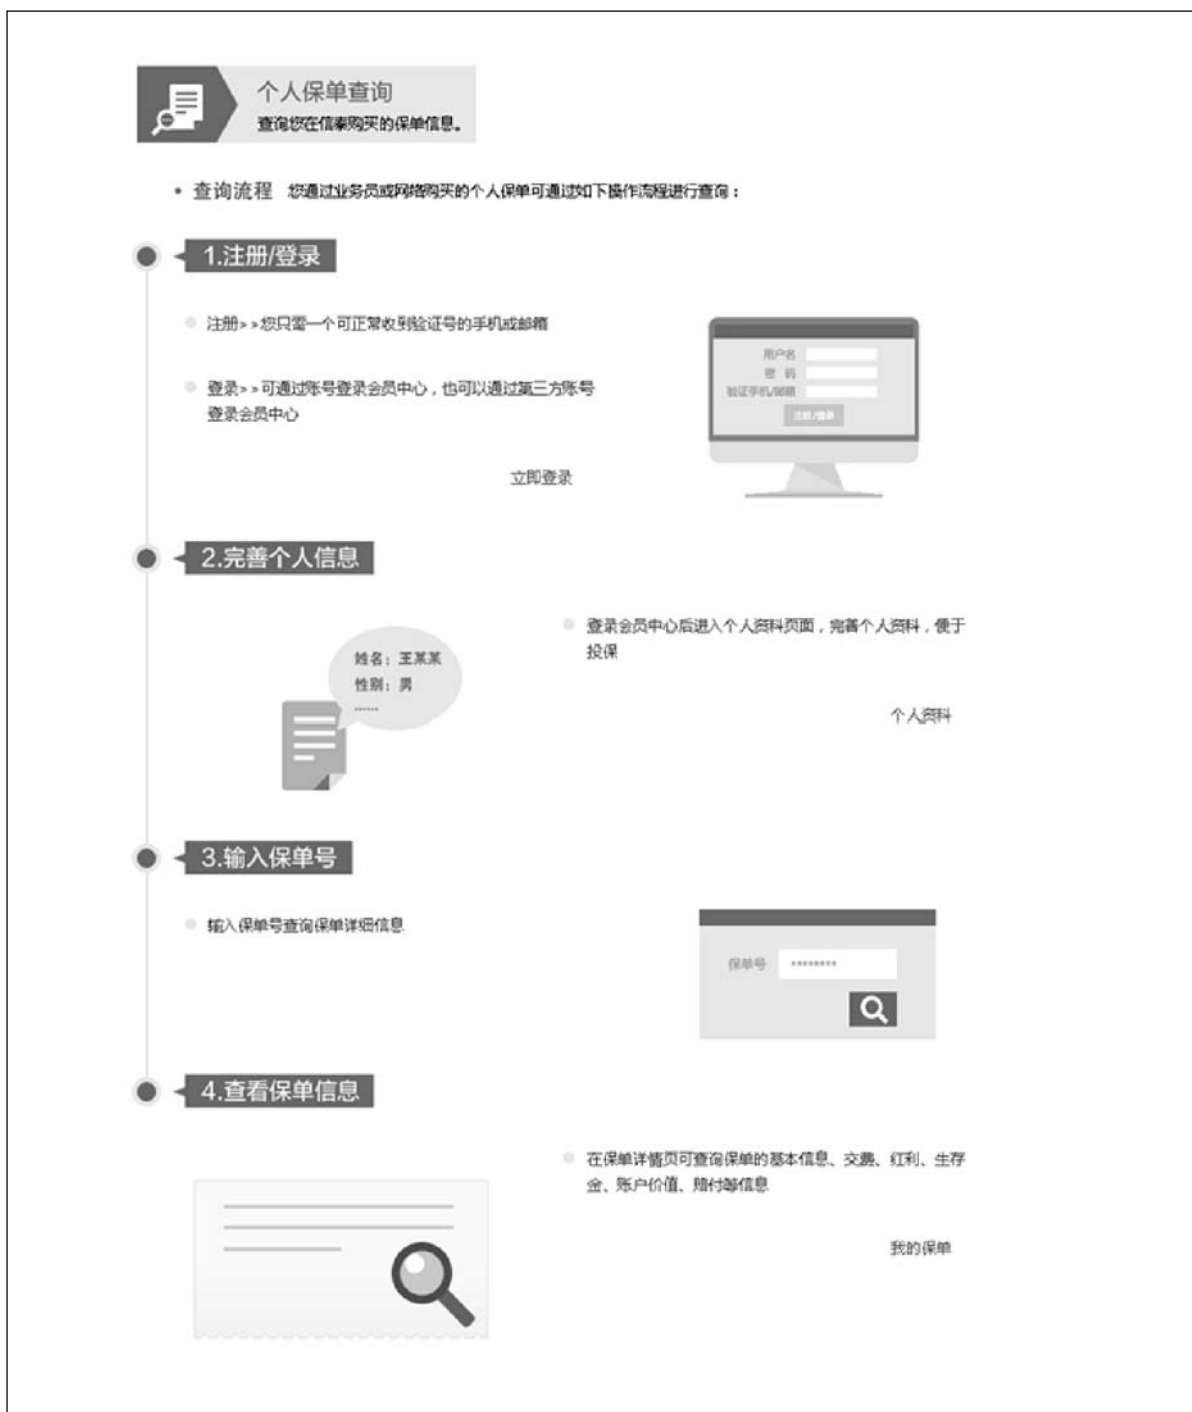 个人保单查询
查询您在信泰购买的保单信息。
• 查询流程 您通过业务员或网络购买的个人保单可通过如下操作流程进行查询：
1.注册/登录
注册>>您只需一个可正常收到验证号的手机或邮箱
登录>>可通过账号登录会员中心，也可以通过第三方账号
登录会员中心
立即登录
用户名
密 码
验证手机/邮箱
注册/登录
2.完善个人信息
姓名：王某某
性别：男
……
登录会员中心后进入个人资料页面，完善个人资料，便于
投保
个人资料
3.输入保单号
输入保单号查询保单详细信息
保单号 ********
4.查看保单信息
在保单详情页可查询保单的基本信息、交费、红利、生存
金、账户价值、赔付等信息
我的保单